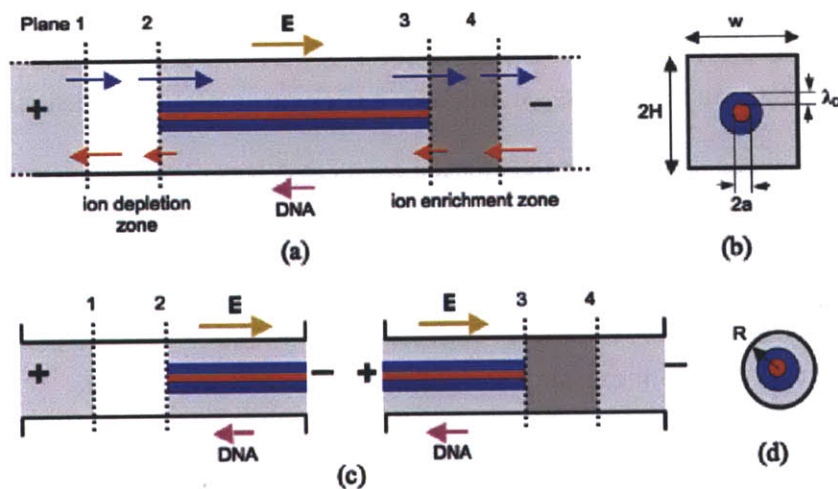 Plane 1 2 E 3 4
+ −
DNA
ion depletion
zone
ion enrichment zone
(a)
w
2H
λ
2a
(b)
1 2 E
+ −
DNA
E 3 4
+ −
DNA
(c)
R
(d)